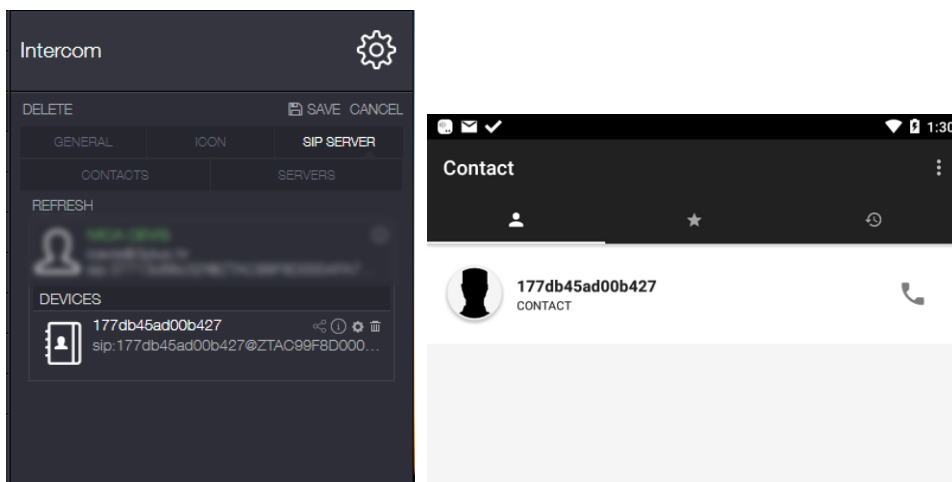 Intercom
DELETE
SAVE CANCEL
GENERAL
ICON
SIP SERVER
CONTACTS
SERVERS
REFRESH
DEVICES
177db45ad00b427
sip:177db45ad00b427@ZTAC99F8D000...
1:30
Contact
177db45ad00b427
CONTACT